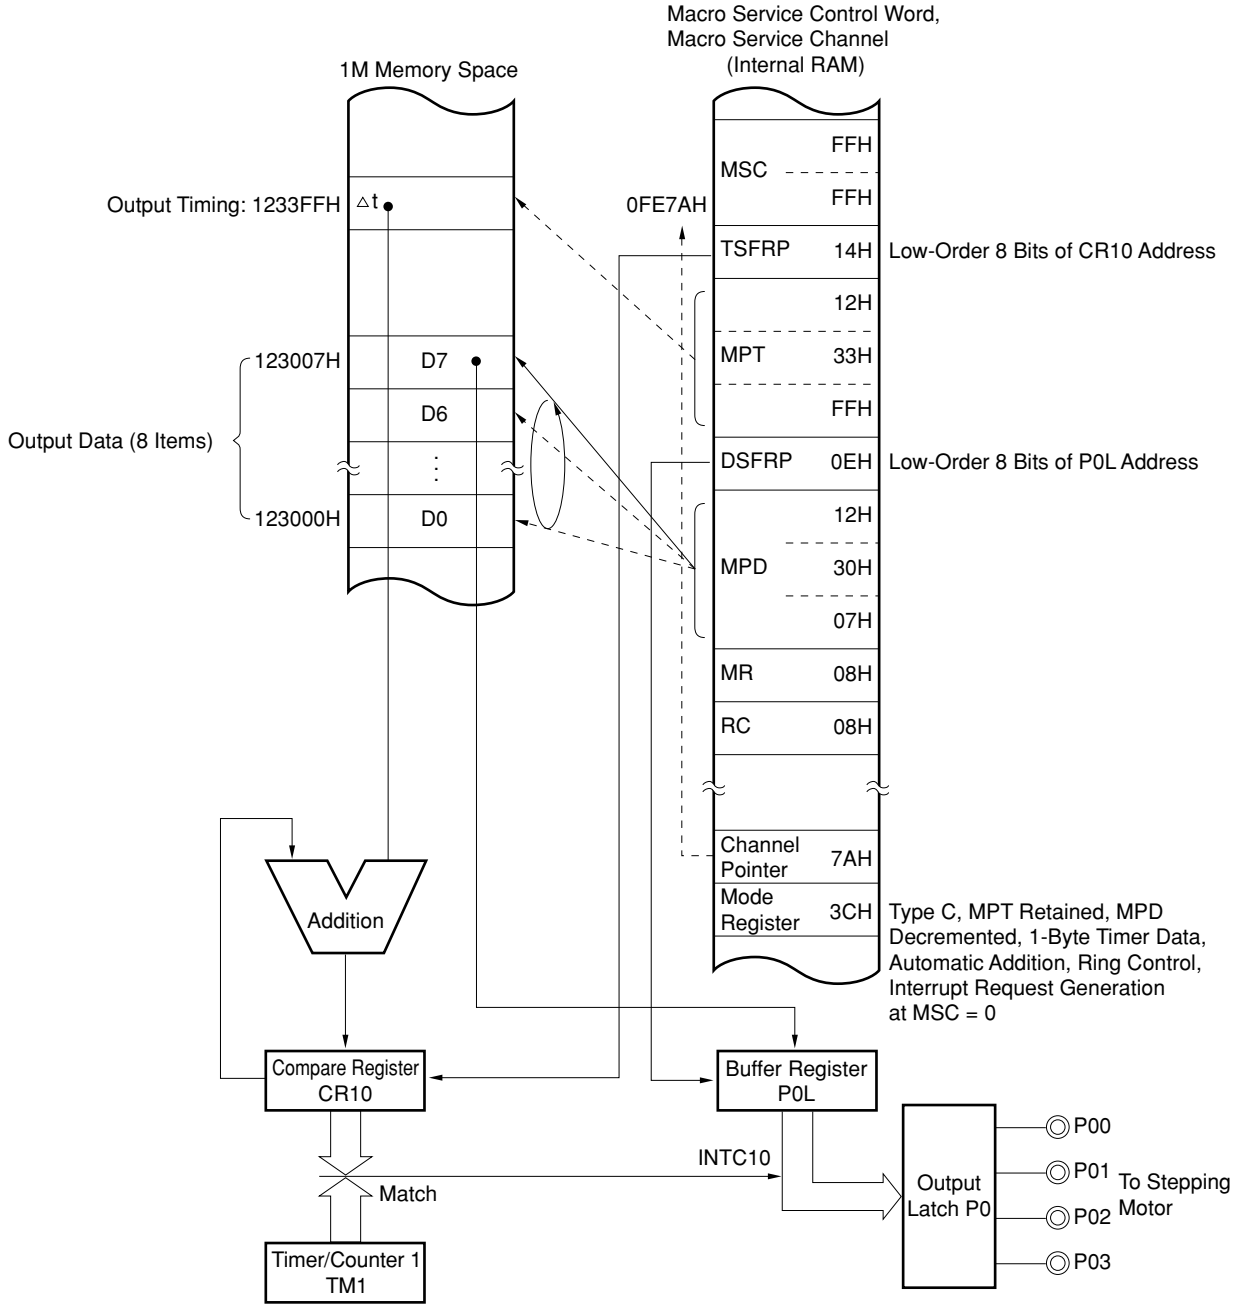 Macro Service Control Word,
Macro Service Channel
(Internal RAM)
1M Memory Space
FFH
MSC
FFH
Output Timing: 1233FFH
△t
0FE7AH
TSFRP 14H
Low-Order 8 Bits of CR10 Address
12H
MPT 33H
FFH
123007H
D7
D6
Output Data (8 Items)
⋮
DSFRP 0EH
Low-Order 8 Bits of P0L Address
123000H
D0
12H
MPD 30H
07H
MR 08H
RC 08H
Channel
Pointer
7AH
Mode
Register
3CH
Type C, MPT Retained, MPD
Decremented, 1-Byte Timer Data,
Automatic Addition, Ring Control,
Interrupt Request Generation
at MSC = 0
Addition
Compare Register
CR10
Buffer Register
P0L
INTC10
Match
Timer/Counter 1
TM1
Output
Latch P0
P00
P01
P02
P03
To Stepping
Motor